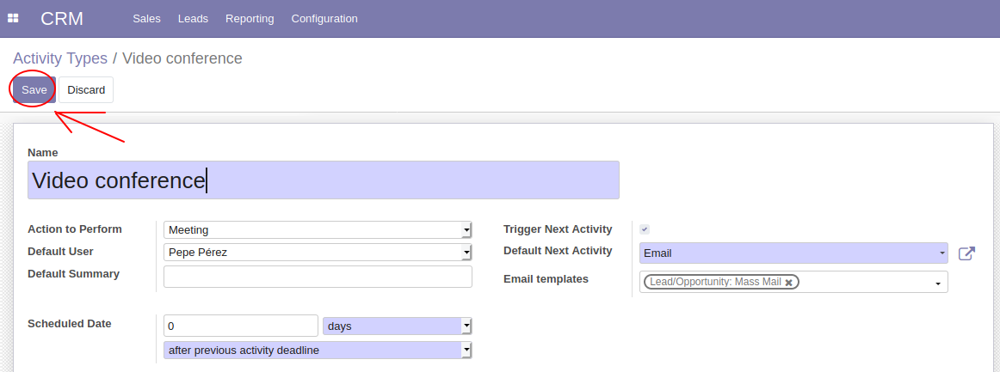 CRM Sales Leads Reporting Configuration
Activity Types / Video conference
Save Discard
Name
Video conference
Action to Perform Meeting
Default User Pepe Pérez
Default Summary
Trigger Next Activity
Default Next Activity Email
Email templates Lead/Opportunity: Mass Mail
Scheduled Date 0 days
after previous activity deadline